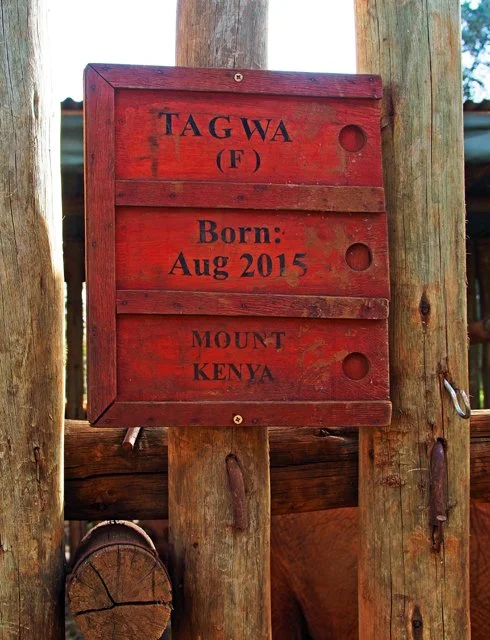 TAGWA
(F)
Born:
Aug 2015
MOUNT
KENYA